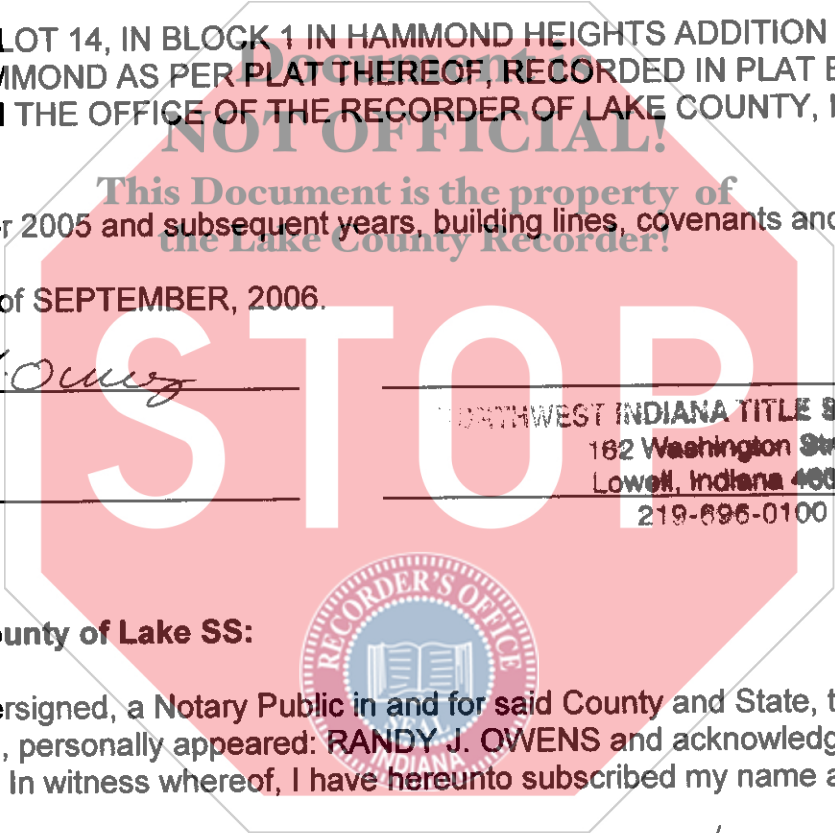 LOT 14, IN BLOCK 1 IN HAMMOND HEIGHTS ADDITION
MMOND AS PER PLAT THEREOF, RECORDED IN PLAT
THE OFFICE OF THE RECORDER OF LAKE COUNTY,
Document is
NOT OFFICIAL!
This Document is the property of
the Lake County Recorder!
r 2005 and subsequent years, building lines, covenants and
of SEPTEMBER, 2006.
STOP
Owens
NORTHWEST INDIANA TITLE
162 Washington
Lowell, Indiana
219-696-0100
RECORDER'S OFFICE
SEAL
INDIANA
ounty of Lake SS:
ersigned, a Notary Public in and for said County and State, t
, personally appeared: RANDY J. OWENS and acknowledg
In witness whereof, I have hereunto subscribed my name a